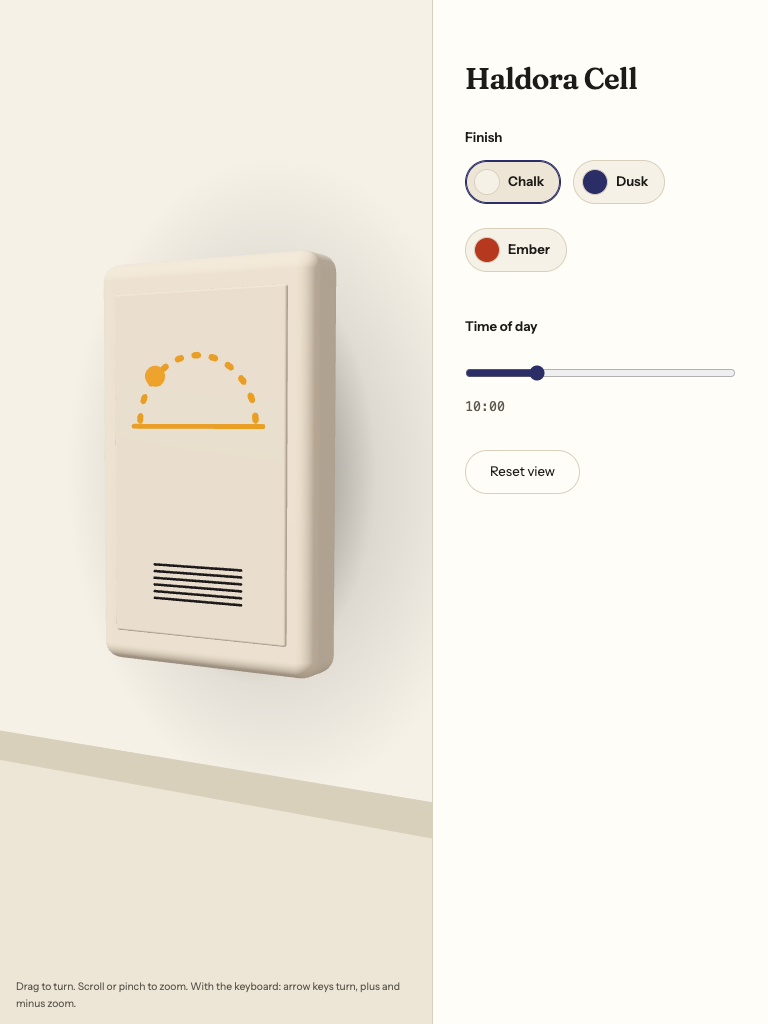 Haldora Cell
Finish
Chalk
Dusk
Ember
Time of day
10:00
Reset view
Drag to turn. Scroll or pinch to zoom. With the keyboard: arrow keys turn, plus and
minus zoom.